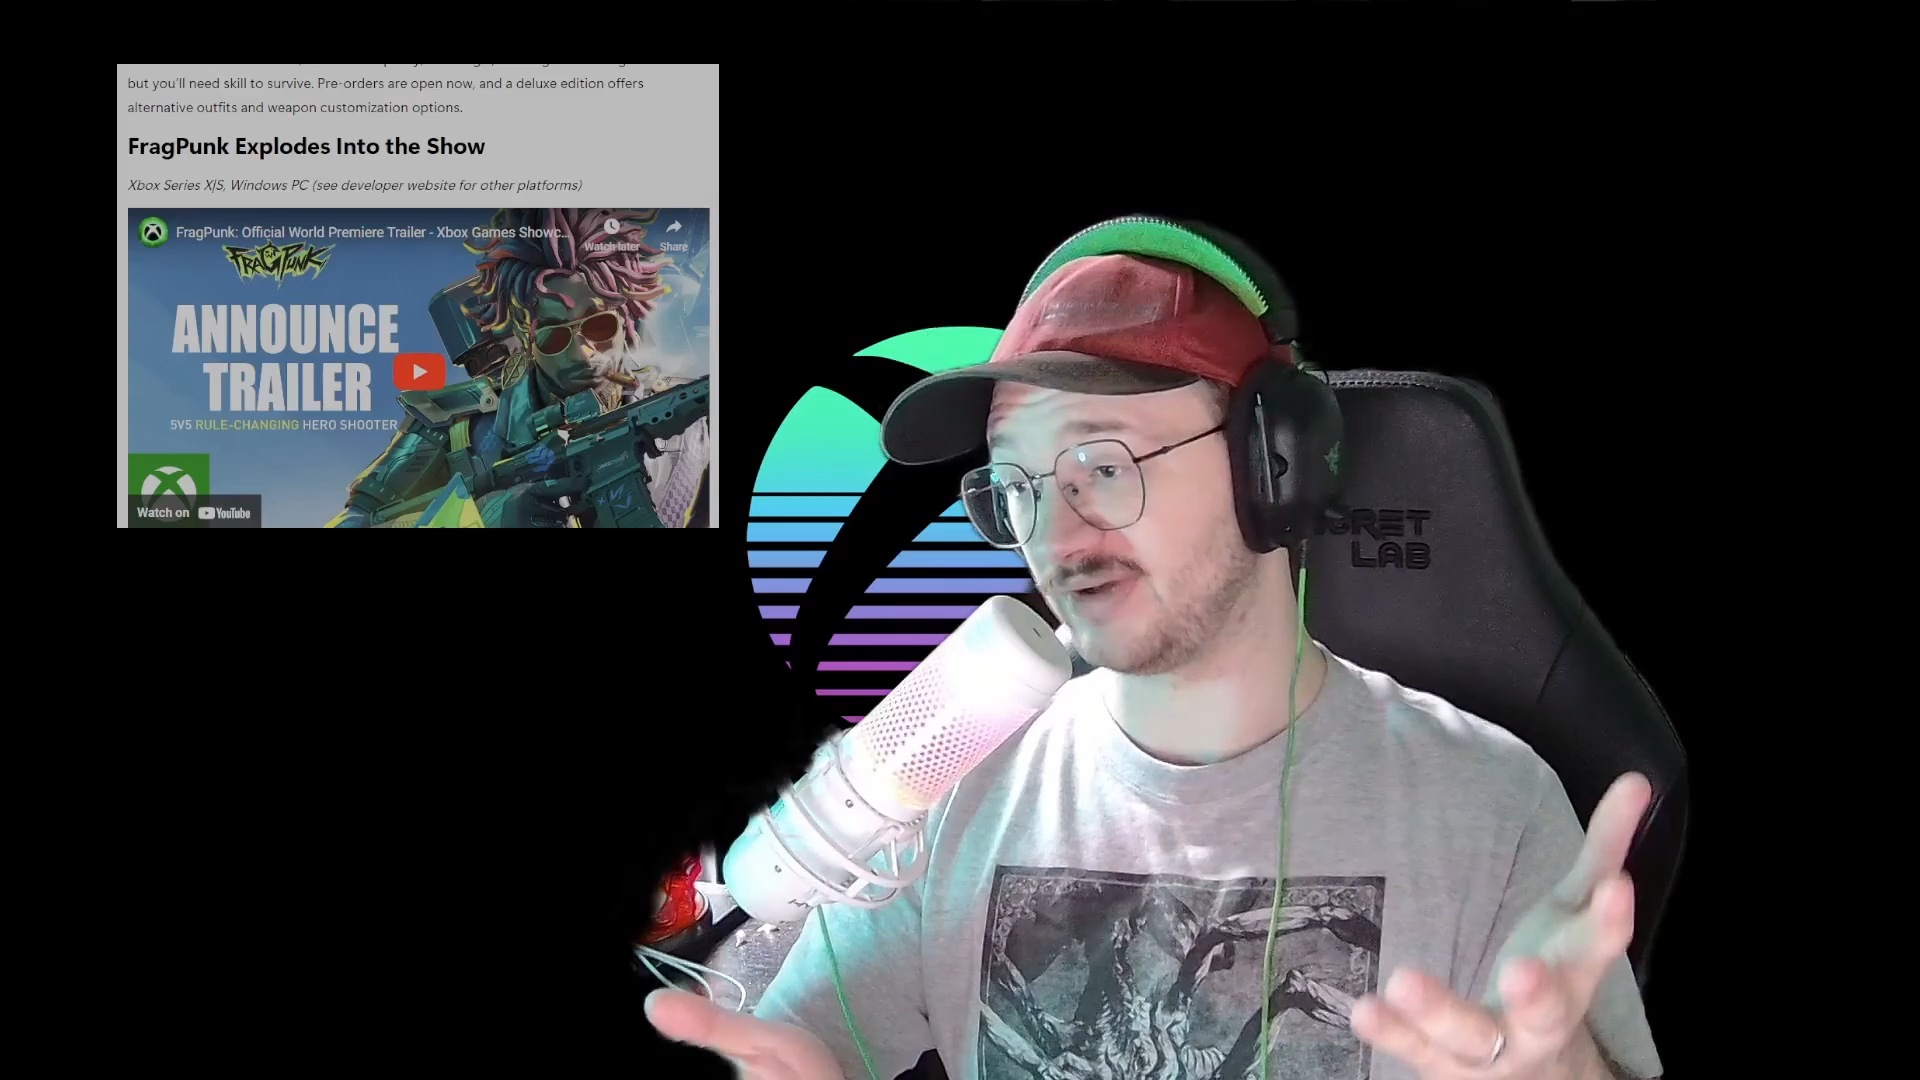 but you'll need skill to survive. Pre-orders are open now, and a deluxe edition offers
alternative outfits and weapon customization options.
FragPunk Explodes Into the Show
Xbox Series X|S, Windows PC (see developer website for other platforms)
FragPunk: Official World Premiere Trailer - Xbox Games Showc...
Watch later
Share
FRAGPUNK
ANNOUNCE
TRAILER
5V5 RULE-CHANGING HERO SHOOTER
Watch on YouTube
LAB